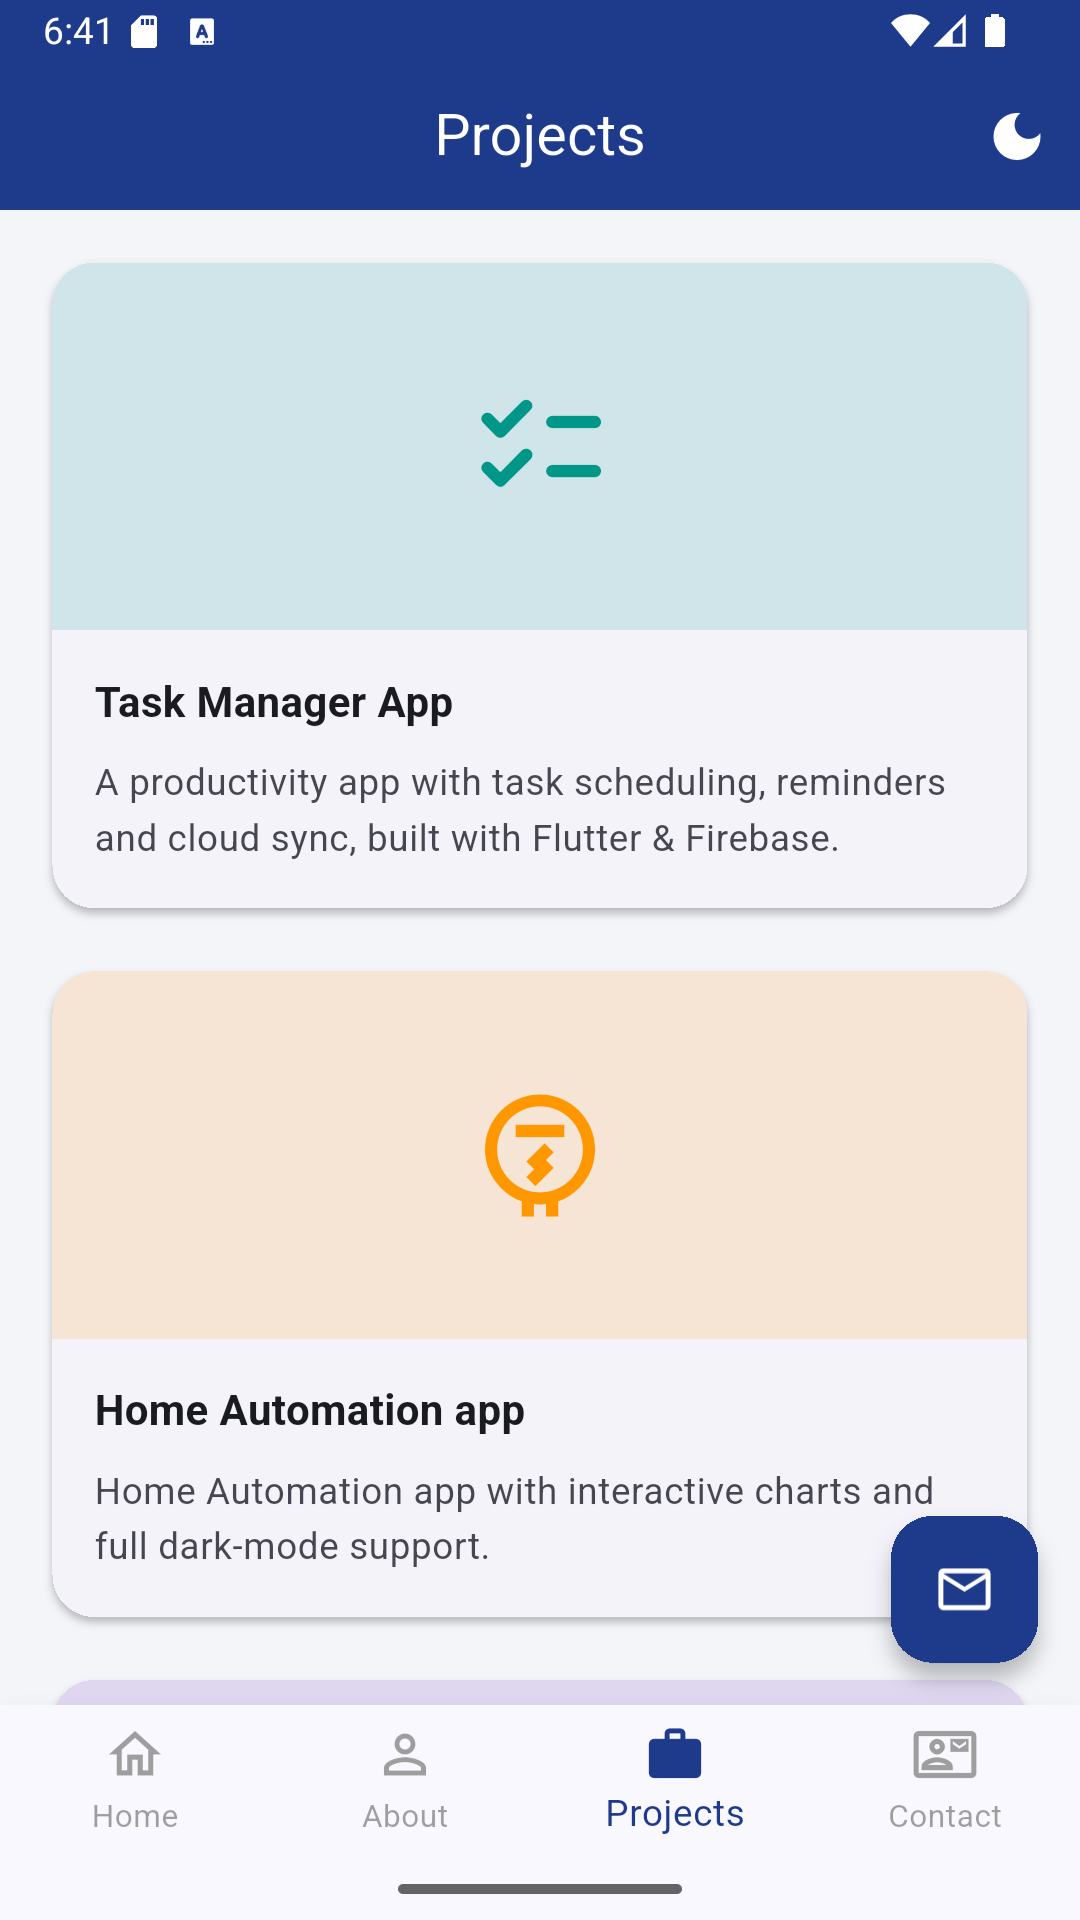 6:41
Projects
Task Manager App
A productivity app with task scheduling, reminders
and cloud sync, built with Flutter & Firebase.
Home Automation app
Home Automation app with interactive charts and
full dark-mode support.
Home
About
Projects
Contact